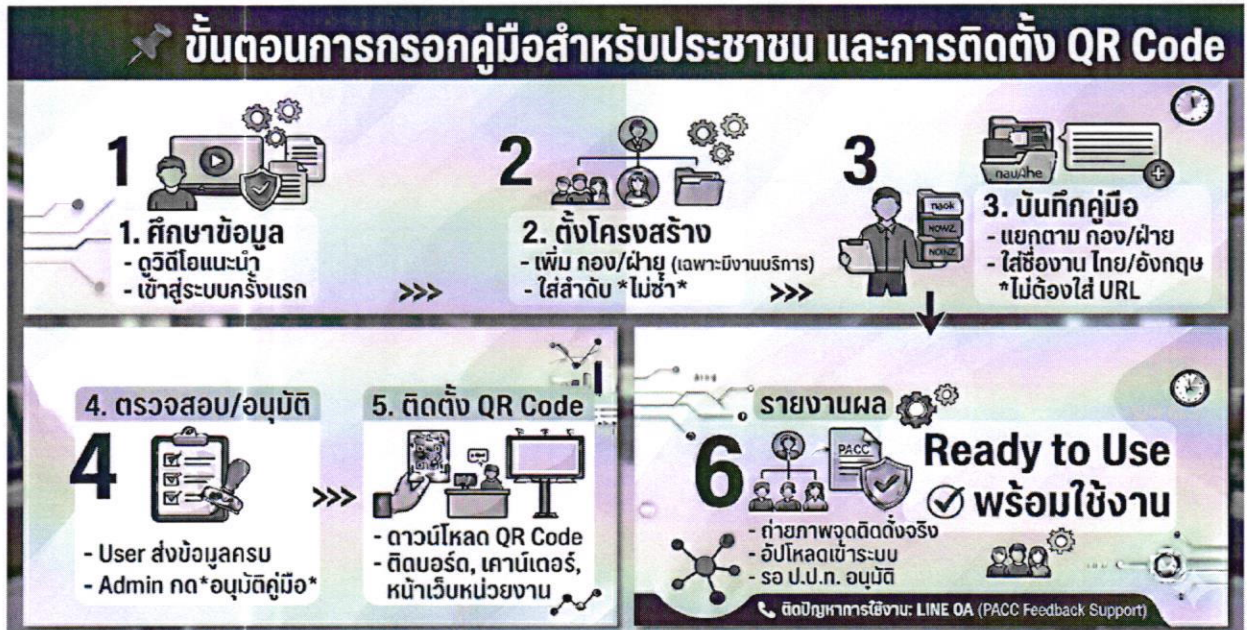 ขั้นตอนการกรอกคู่มือสำหรับประชาชน และการติดตั้ง QR Code
1
1. ศึกษาข้อมูล
- ดูวิดีโอแนะนำ
- เข้าสู่ระบบครั้งแรก
>>>
2
2. ตั้งโครงสร้าง
- เพิ่ม กอง/ฝ่าย (เฉพาะมีงานบริการ)
- ใส่ลำดับ *ไม่ซ้ำ*
>>>
3
3. บันทึกคู่มือ
- แยกตาม กอง/ฝ่าย
- ใส่ชื่องาน ไทย/อังกฤษ
*ไม่ต้องใส่ URL
4. ตรวจสอบ/อนุมัติ
4
- User ส่งข้อมูลครบ
- Admin กด*อนุมัติคู่มือ*
>>>
5. ติดตั้ง QR Code
- ดาวน์โหลด QR Code
- ติดบอร์ด, เคาน์เตอร์,
หน้าเว็บหน่วยงาน
รายงานผล
6
PACC
Ready to Use
พร้อมใช้งาน
- ถ่ายภาพจุดติดตั้งจริง
- อัปโหลดเข้าระบบ
- รอ ป.ป.ท. อนุมัติ
ติดปัญหาการใช้งาน: LINE OA (PACC Feedback Support)